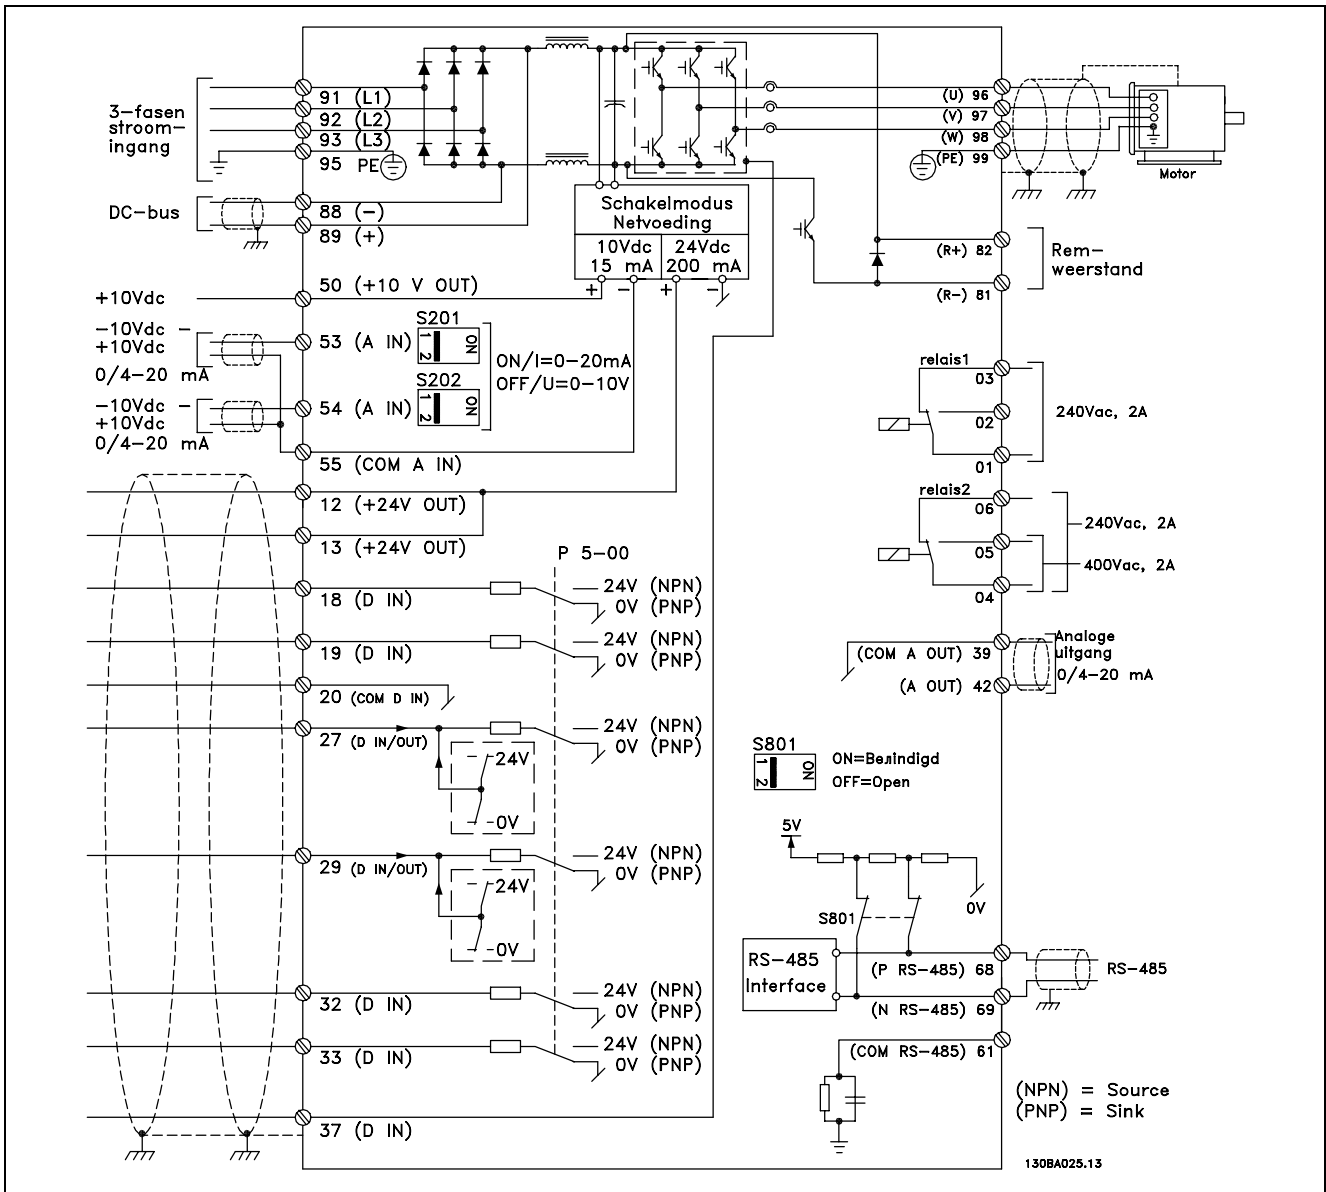 3-fasen
stroom-
ingang
91 (L1)
92 (L2)
93 (L3)
95 PE
DC-bus
88 (-)
89 (+)
+10Vdc
50 (+10 V OUT)
-10Vdc -
+10Vdc
0/4-20 mA
53 (A IN)
S201
1
2
ON
ON/I=0-20mA
OFF/U=0-10V
-10Vdc -
+10Vdc
0/4-20 mA
54 (A IN)
S202
1
2
ON
55 (COM A IN)
12 (+24V OUT)
13 (+24V OUT)
P 5-00
18 (D IN)
24V (NPN)
0V (PNP)
19 (D IN)
24V (NPN)
0V (PNP)
20 (COM D IN)
27 (D IN/OUT)
24V (NPN)
0V (PNP)
24V
0V
29 (D IN/OUT)
24V (NPN)
0V (PNP)
24V
0V
32 (D IN)
24V (NPN)
0V (PNP)
33 (D IN)
24V (NPN)
0V (PNP)
37 (D IN)
Schakelmodus
Netvoeding
10Vdc
15 mA
24Vdc
200 mA
+ - + -
(U) 96
(V) 97
(W) 98
(PE) 99
Motor
(R+) 82
(R-) 81
Rem-
weerstand
relais1
03
02
01
240Vac, 2A
relais2
06
05
04
240Vac, 2A
400Vac, 2A
(COM A OUT) 39
(A OUT) 42
Analoge
uitgang
0/4-20 mA
S801
1
2
ON
ON=Beлindigd
OFF=Open
5V
0V
S801
RS-485
Interface
(P RS-485) 68
(N RS-485) 69
RS-485
(COM RS-485) 61
(NPN) = Source
(PNP) = Sink
130BA025.13